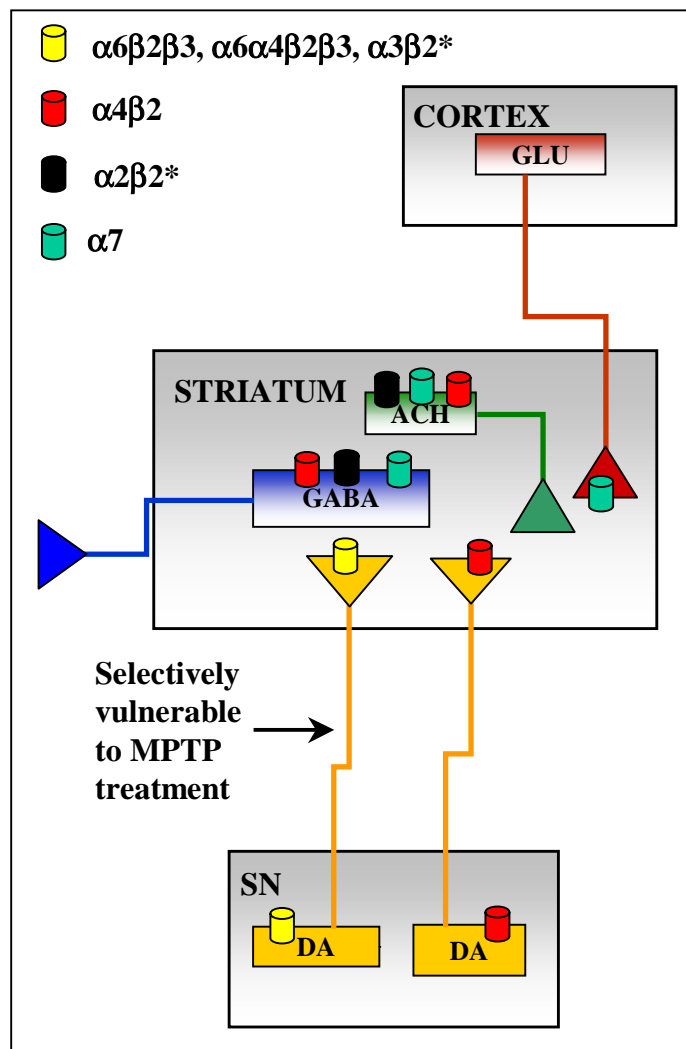 α6β2β3, α6α4β2β3, α3β2*
α4β2
α2β2*
α7
CORTEX
GLU
STRIATUM
ACH
GABA
Selectively
vulnerable
to MPTP
treatment
SN
DA
DA